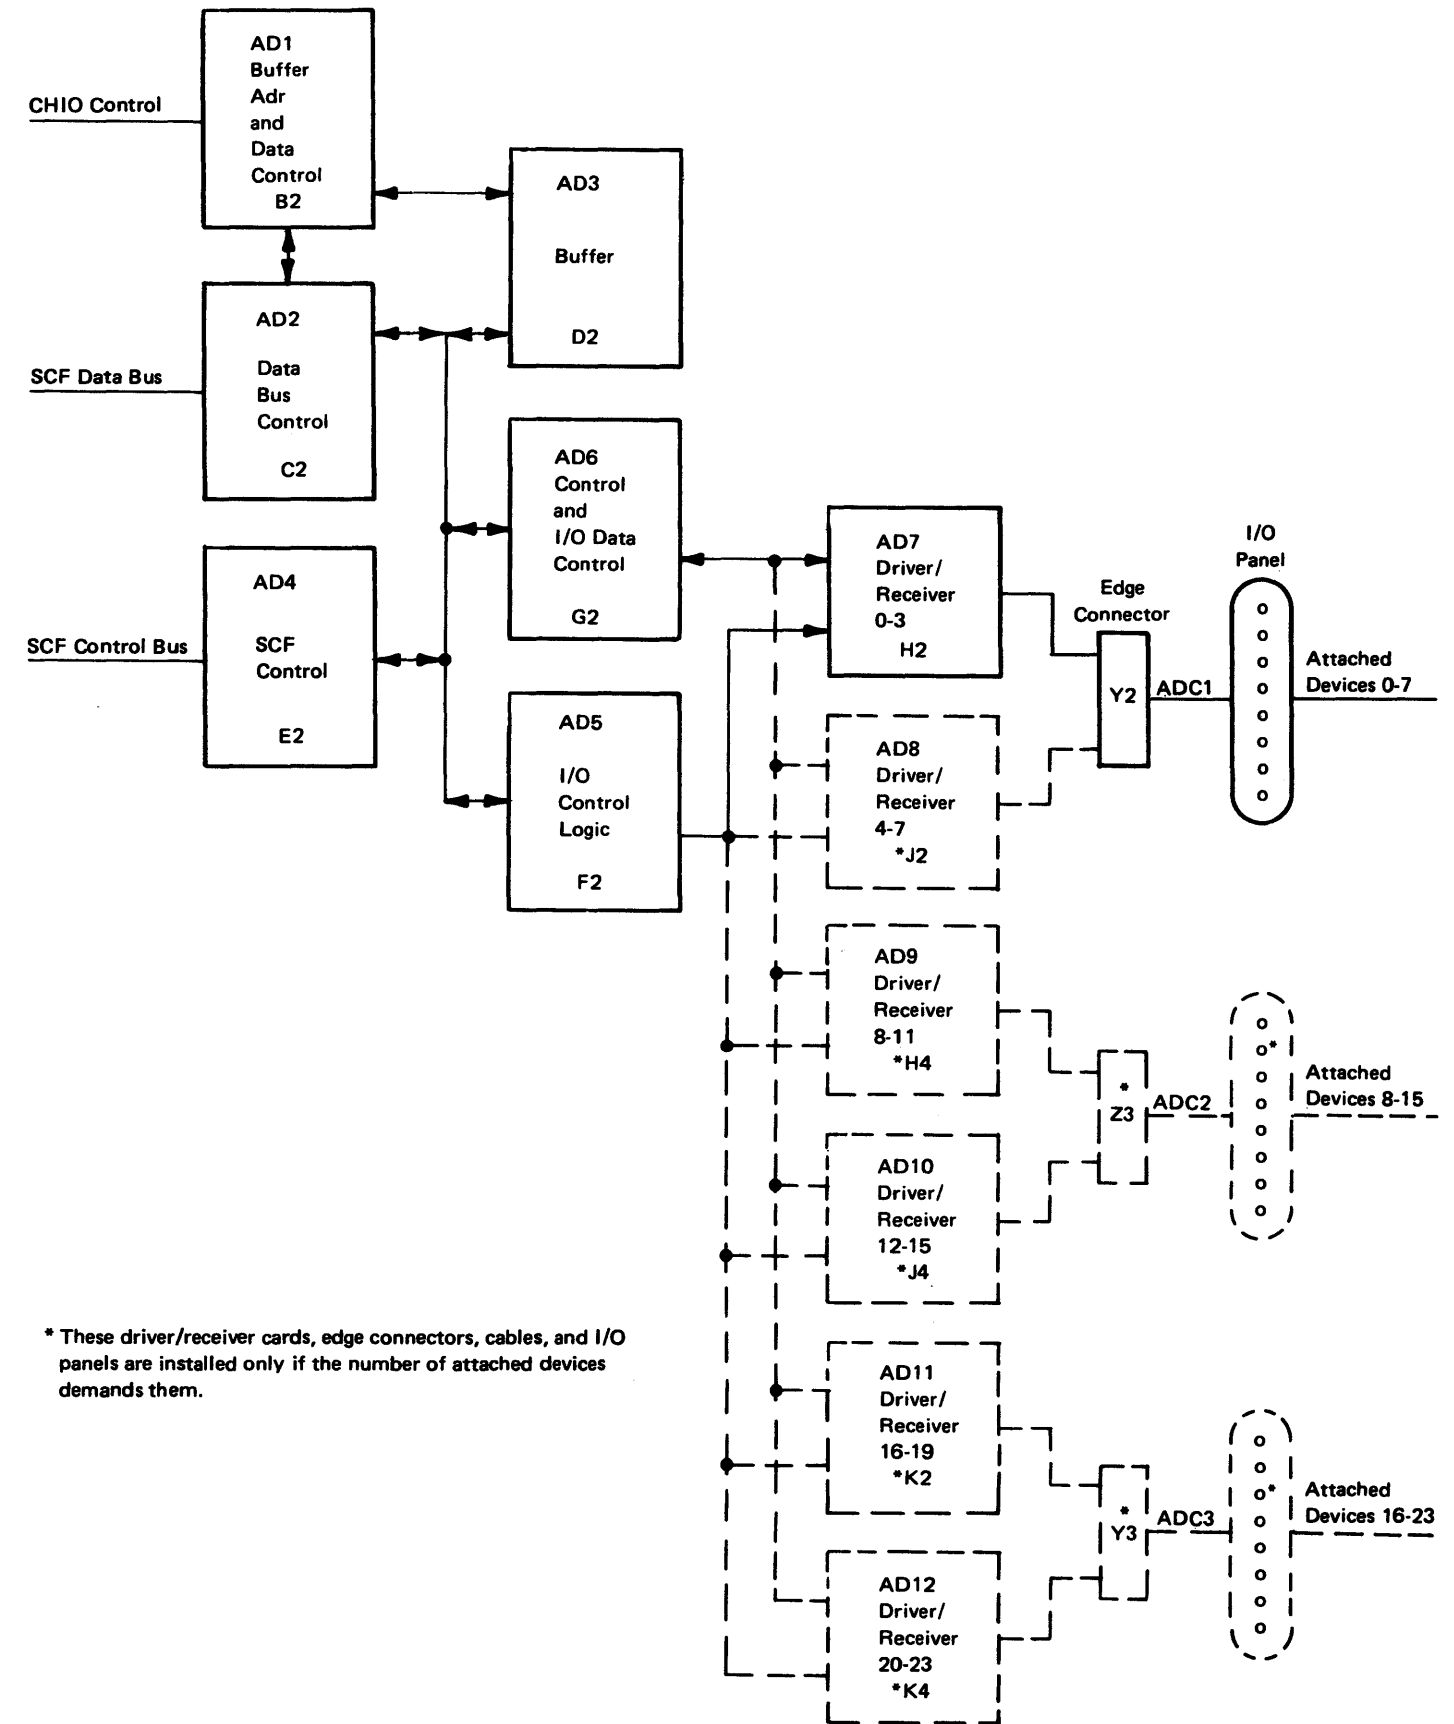 CHIO Control
AD1
Buffer
Adr
and
Data
Control
B2
AD3
Buffer
D2
SCF Data Bus
AD2
Data
Bus
Control
C2
AD6
Control
and
I/O Data
Control
G2
SCF Control Bus
AD4
SCF
Control
E2
AD5
I/O
Control
Logic
F2
AD7
Driver/
Receiver
0-3
H2
Edge
Connector
Y2
ADC1
I/O
Panel
o
o
o
o
o
o
o
o
Attached
Devices 0-7
AD8
Driver/
Receiver
4-7
*J2
AD9
Driver/
Receiver
8-11
*H4
*
Z3
ADC2
o
o*
o
o
o
o
o
o
Attached
Devices 8-15
AD10
Driver/
Receiver
12-15
*J4
AD11
Driver/
Receiver
16-19
*K2
*
Y3
ADC3
o
o
o*
o
o
o
o
o
Attached
Devices 16-23
AD12
Driver/
Receiver
20-23
*K4
* These driver/receiver cards, edge connectors, cables, and I/O
panels are installed only if the number of attached devices
demands them.